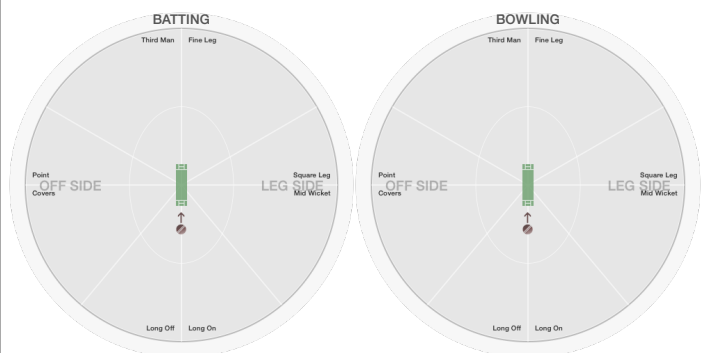 BATTING
Third Man Fine Leg
Point
OFF SIDE
Covers
Square Leg
LEG SIDE
Mid Wicket
Long Off Long On
BOWLING
Third Man Fine Leg
Point
OFF SIDE
Covers
Square Leg
LEG SIDE
Mid Wicket
Long Off Long On